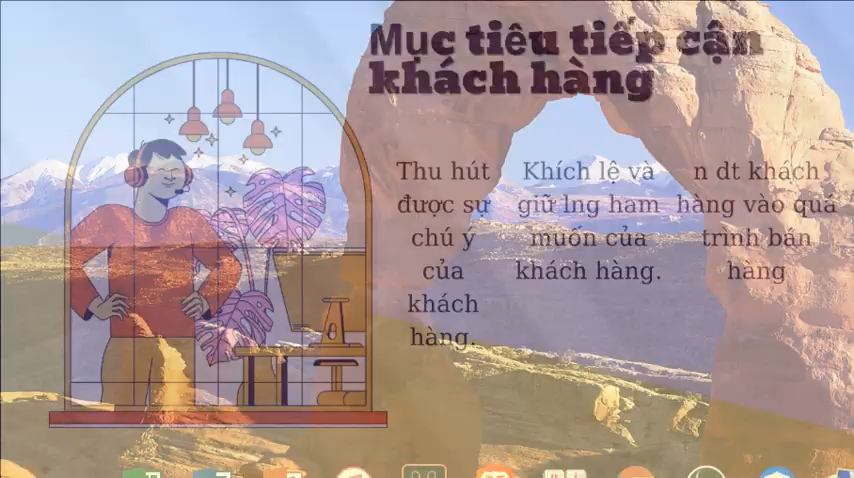 Mục tiêu tiếp cận
khách hàng
Thu hút
được sự
chú ý
của
khách
hàng.
Khích lệ và
giữ lng ham
muốn của
khách hàng.
n dt khách
hàng vào quá
trình bán
hàng